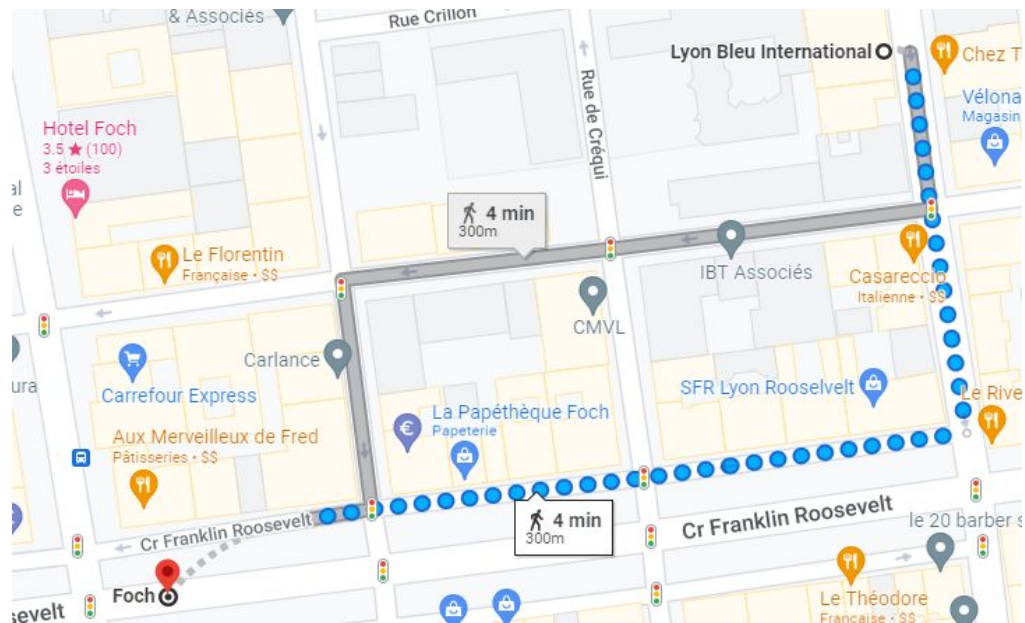 & Associés
Rue Crillon
Lyon Bleu International
Chez T
Rue de Créqui
Vélona
Magasin
Hotel Foch
3.5 ★ (100)
3 étoiles
al
e
4 min
300m
Le Florentin
Française • $$
IBT Associés
Casareccio
Italienne • $$
CMVL
Carlance
ura
Carrefour Express
SFR Lyon Rooselvelt
Le Rive
La Papéthèque Foch
Papeterie
€
Aux Merveilleux de Fred
Pâtisseries • $$
4 min
300m
Cr Franklin Roosevelt
Cr Franklin Roosevelt
le 20 barber s
€
Foch
osevelt
Le Théodore
Française • $$